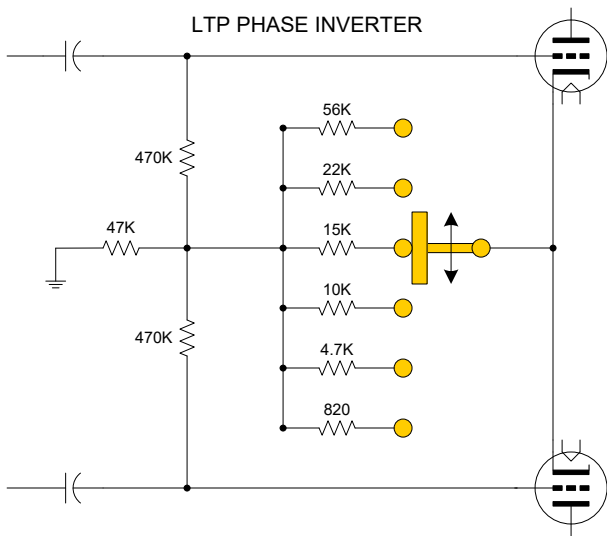 LTP PHASE INVERTER
56K
470K
22K
47K
15K
10K
470K
4.7K
820